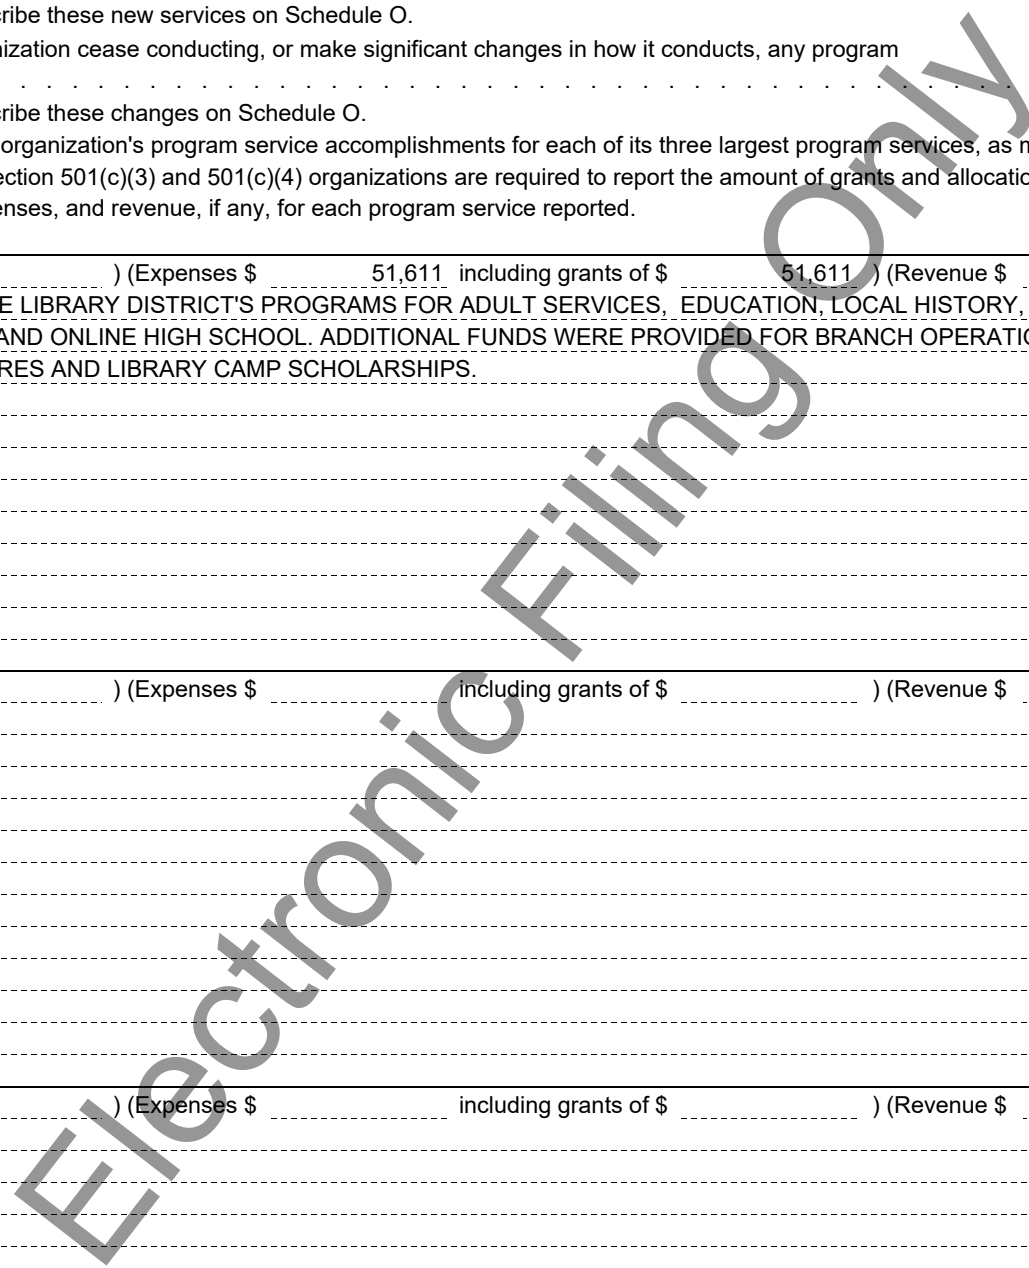 ribe these new services on Schedule O.
nization cease conducting, or make significant changes in how it conducts, any program
. . . . . . . . . . . . . . . . . . . . . . . . . . . . . . . . . . . . . . .
ribe these changes on Schedule O.
organization's program service accomplishments for each of its three largest program services, as m
ection 501(c)(3) and 501(c)(4) organizations are required to report the amount of grants and allocatio
enses, and revenue, if any, for each program service reported.
) (Expenses $ 51,611 including grants of $ 51,611 ) (Revenue $
E LIBRARY DISTRICT'S PROGRAMS FOR ADULT SERVICES, EDUCATION, LOCAL HISTORY,
AND ONLINE HIGH SCHOOL. ADDITIONAL FUNDS WERE PROVIDED FOR BRANCH OPERATIO
RES AND LIBRARY CAMP SCHOLARSHIPS.
) (Expenses $ including grants of $ ) (Revenue $
) (Expenses $ including grants of $ ) (Revenue $
Electronic Filing Only